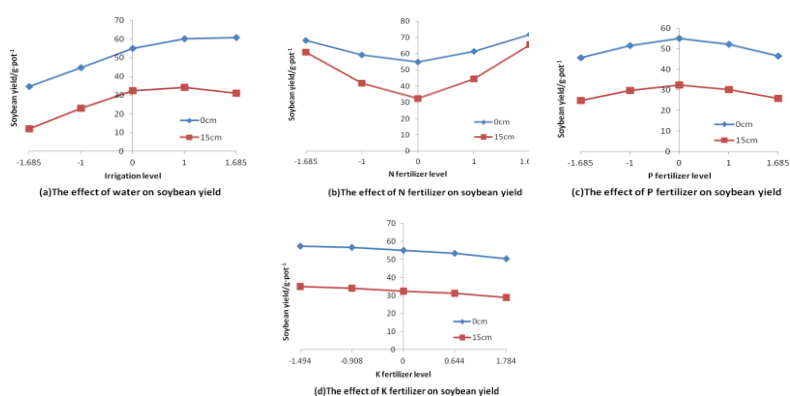 Soybean yield/g·pot⁻¹
70
60
50
40
30
20
10
0
0cm
15cm
-1.685
-1
0
1
1.685
Irrigation level
(a)The effect of water on soybean yield
Soybean yield/g·pot⁻¹
80
70
60
50
40
30
20
10
0
0cm
15cm
-1.685
-1
0
1
N fertilizer level
(b)The effect of N fertilizer on soybean yield
Soybean yield/g·pot⁻¹
60
50
40
30
20
10
0
0cm
15cm
-1.685
-1
0
1
1.685
P fertilizer level
(c)The effect of P fertilizer on soybean yield
Soybean yield/g·pot⁻¹
70
60
50
40
30
20
10
0
0cm
15cm
-1.494
-0.908
0
0.644
1.784
K fertilizer level
(d)The effect of K fertilizer on soybean yield